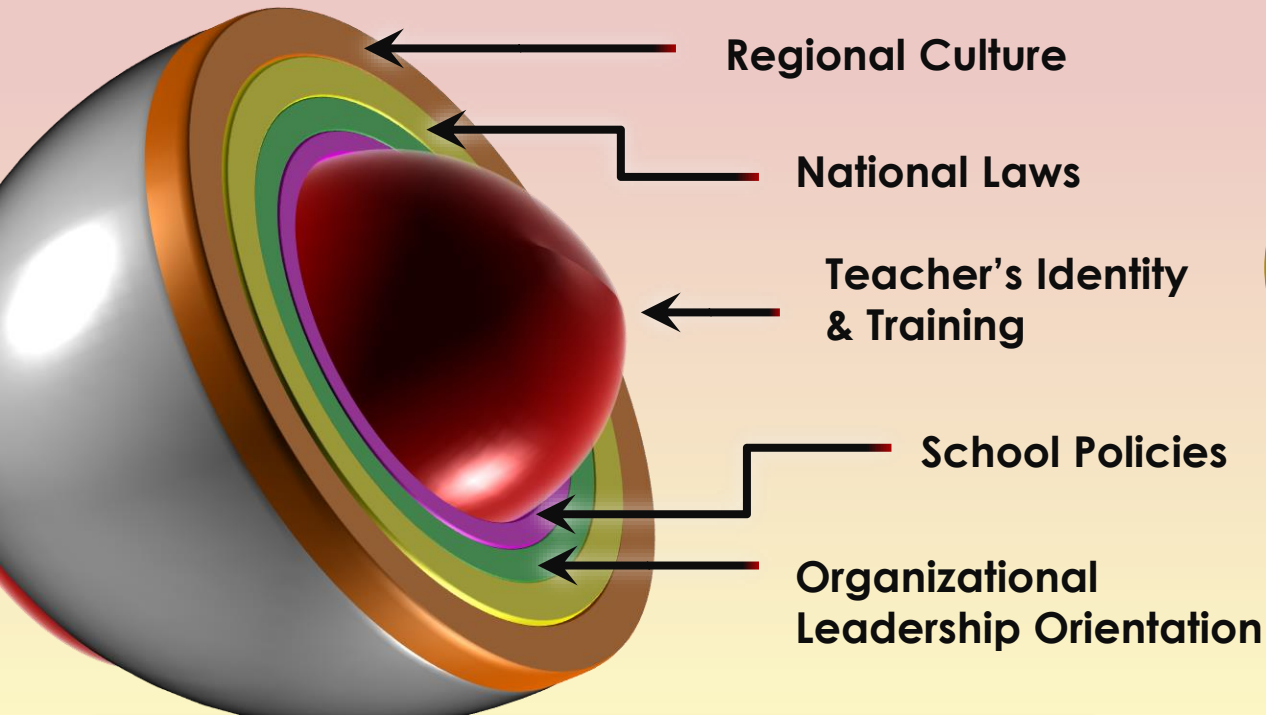 Regional Culture
National Laws
Teacher’s Identity
& Training
School Policies
Organizational
Leadership Orientation